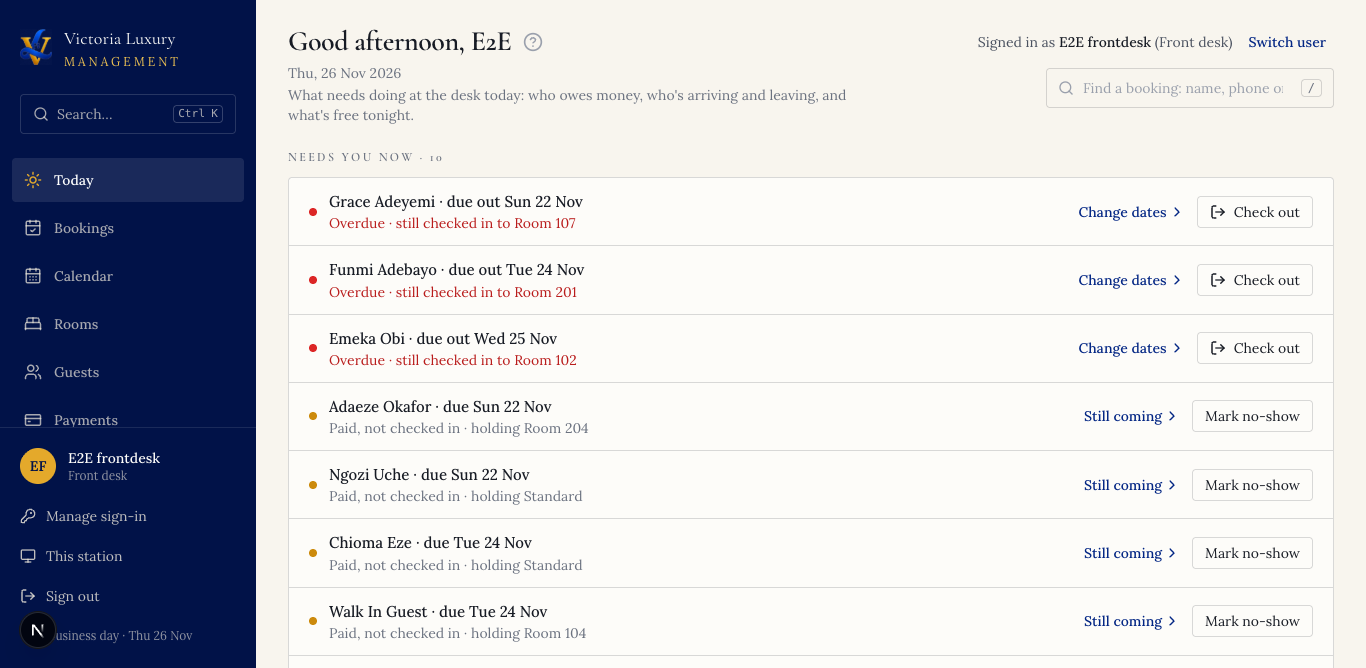 Victoria Luxury
MANAGEMENT
Search...
Ctrl K
Today
Bookings
Calendar
Rooms
Guests
Payments
EF
E2E frontdesk
Front desk
Manage sign-in
This station
Sign out
N
usiness day · Thu 26 Nov
Good afternoon, E2E
?
Signed in as E2E frontdesk (Front desk)
Switch user
Thu, 26 Nov 2026
What needs doing at the desk today: who owes money, who's arriving and leaving, and
what's free tonight.
Find a booking: name, phone o
/
NEEDS YOU NOW · 10
Grace Adeyemi · due out Sun 22 Nov
Overdue · still checked in to Room 107
Change dates
Check out
Funmi Adebayo · due out Tue 24 Nov
Overdue · still checked in to Room 201
Change dates
Check out
Emeka Obi · due out Wed 25 Nov
Overdue · still checked in to Room 102
Change dates
Check out
Adaeze Okafor · due Sun 22 Nov
Paid, not checked in · holding Room 204
Still coming
Mark no-show
Ngozi Uche · due Sun 22 Nov
Paid, not checked in · holding Standard
Still coming
Mark no-show
Chioma Eze · due Tue 24 Nov
Paid, not checked in · holding Standard
Still coming
Mark no-show
Walk In Guest · due Tue 24 Nov
Paid, not checked in · holding Room 104
Still coming
Mark no-show